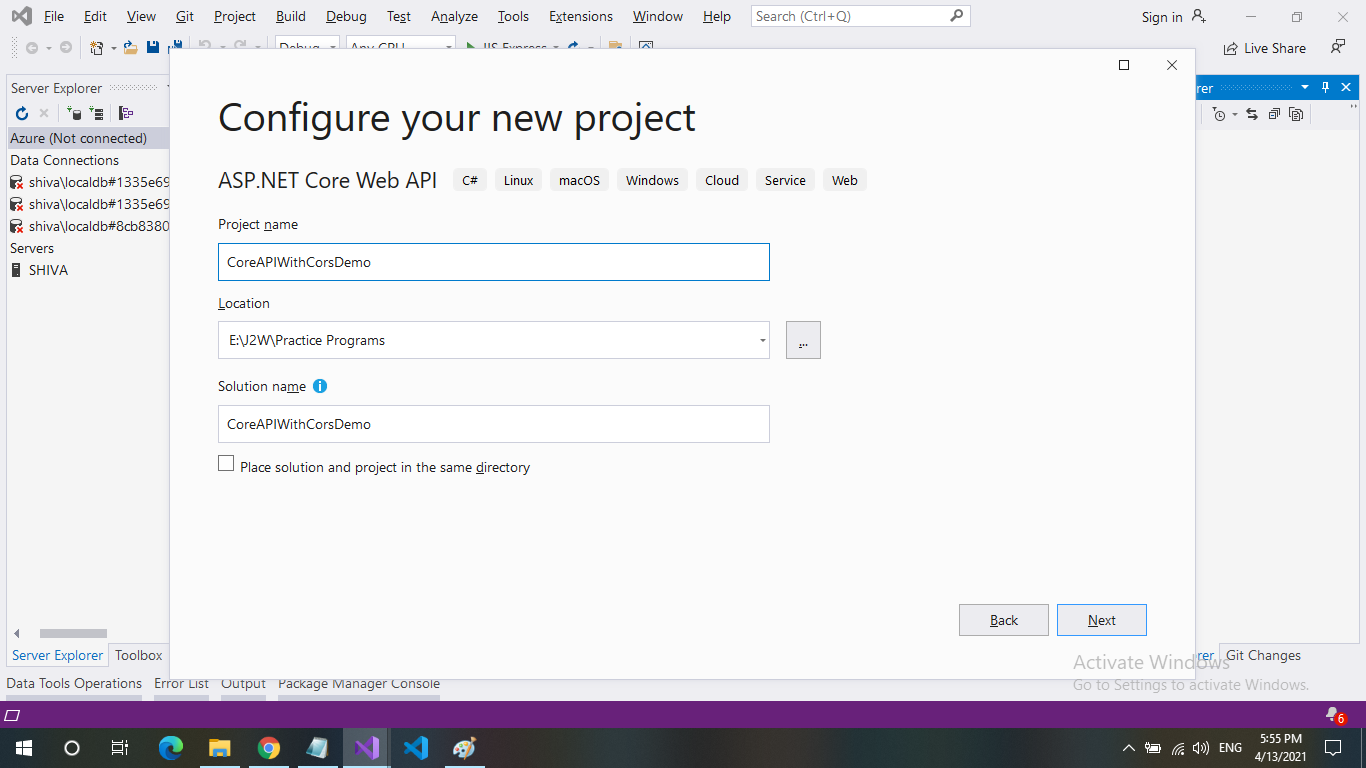 File Edit View Git Project Build Debug Test Analyze Tools Extensions Window Help Search (Ctrl+Q) Sign in
Debug Any CPU IIS Express Live Share
Server Explorer
Azure (Not connected)
Data Connections
shiva\localdb#1335e69
shiva\localdb#1335e69
shiva\localdb#8cb8380
Servers
SHIVA
Server Explorer Toolbox
Configure your new project
ASP.NET Core Web API C# Linux macOS Windows Cloud Service Web
Project name
CoreAPIWithCorsDemo
Location
E:\J2W\Practice Programs
...
Solution name
CoreAPIWithCorsDemo
Place solution and project in the same directory
Back Next
rer
rer Git Changes
Activate Windows
Go to Settings to activate Windows.
Data Tools Operations Error List Output Package Manager Console
6
ENG
5:55 PM
4/13/2021